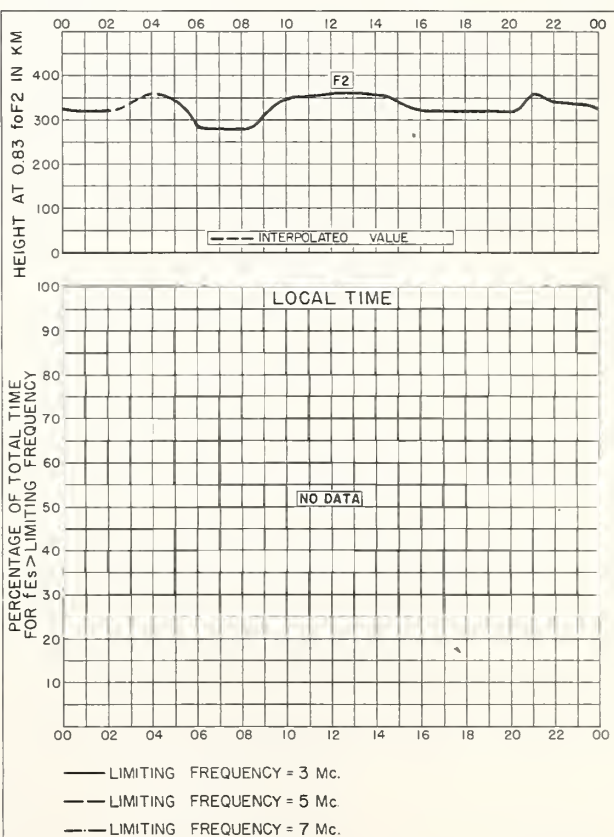 00 02 04 06 08 10 12 14 16 18 20 22 00
HEIGHT AT 0.83 foF2 IN KM
400
300
200
100
0
F2
INTERPOLATED VALUE
LOCAL TIME
PERCENTAGE OF TOTAL TIME
FOR fEs>LIMITING FREQUENCY
100
90
80
70
60
50
40
30
20
10
NO DATA
00 02 04 06 08 10 12 14 16 18 20 22 00
LIMITING FREQUENCY = 3 Mc.
LIMITING FREQUENCY = 5 Mc.
LIMITING FREQUENCY = 7 Mc.